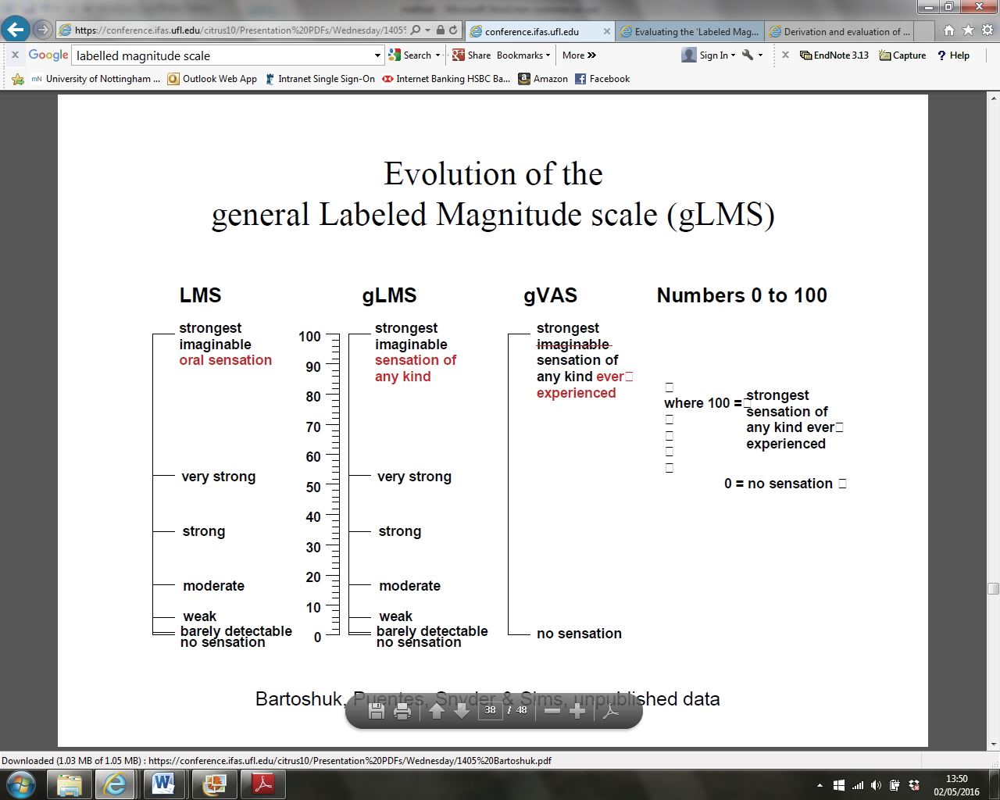 https://conference.ifas.ufl.edu/citrus10/Presentation%20PDFs/Wednesday/1405%
conference.ifas.ufl.edu
Evaluating the 'Labeled Mag...
Derivation and evaluation of ...
Google
labelled magnitude scale
Search
Share
Bookmarks
More »
Sign In
EndNote 3.13
Capture
Help
University of Nottingham ...
Outlook Web App
Intranet Single Sign-On
Internet Banking HSBC Ba...
Amazon
Facebook
Evolution of the
general Labeled Magnitude scale (gLMS)
LMS
strongest
imaginable
oral sensation
very strong
strong
moderate
weak
barely detectable
no sensation
100
90
80
70
60
50
40
30
20
10
0
gLMS
strongest
imaginable
sensation of
any kind
very strong
strong
moderate
weak
barely detectable
no sensation
gVAS
strongest
imaginable
sensation of
any kind ever
experienced
no sensation
Numbers 0 to 100
where 100 = strongest
sensation of
any kind ever
experienced
0 = no sensation
Bartoshuk, Puentes, Snyder & Sims, unpublished data
38 / 48
Downloaded (1.03 MB of 1.05 MB) : https://conference.ifas.ufl.edu/citrus10/Presentation%20PDFs/Wednesday/1405%20Bartoshuk.pdf
13:50
02/05/2016